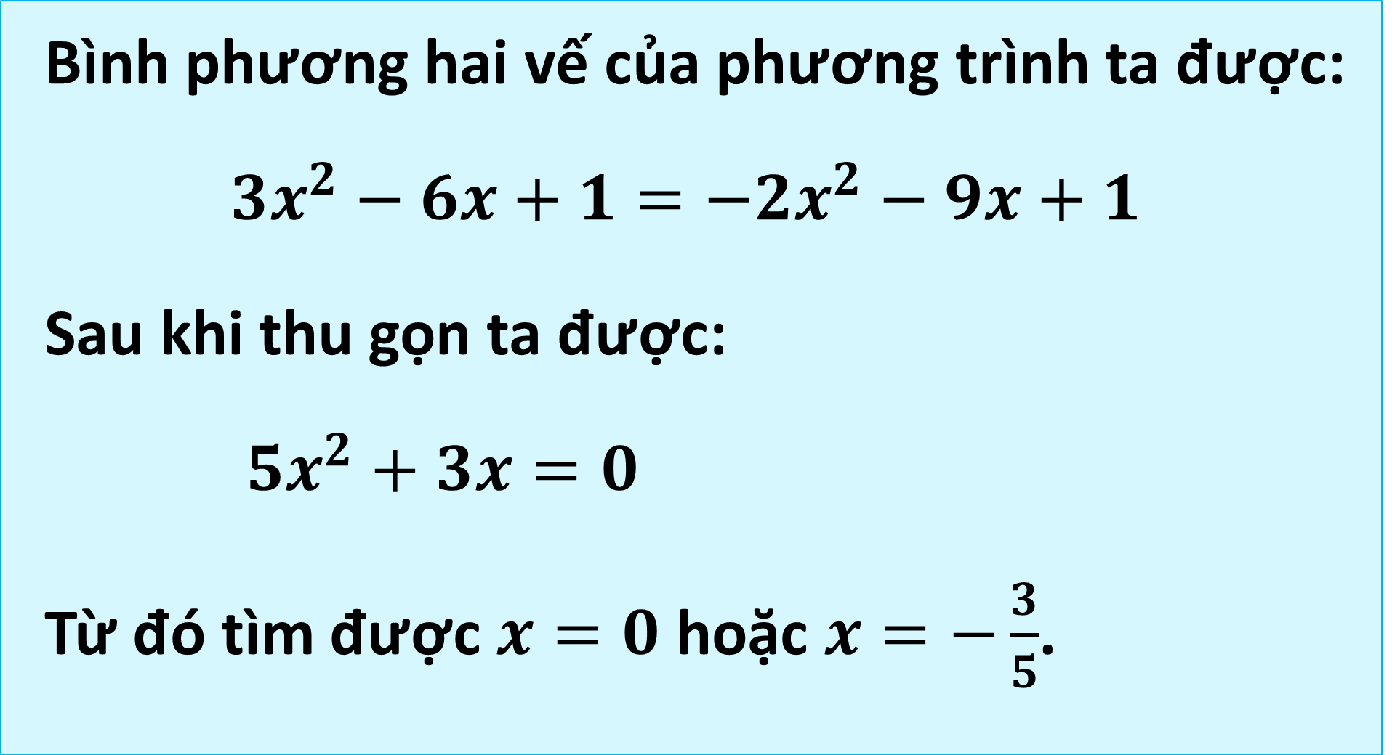 Bình phương hai vế của phương trình ta được:
3x² − 6x + 1 = −2x² − 9x + 1
Sau khi thu gọn ta được:
5x² + 3x = 0
Từ đó tìm được x = 0 hoặc x = −3/5.